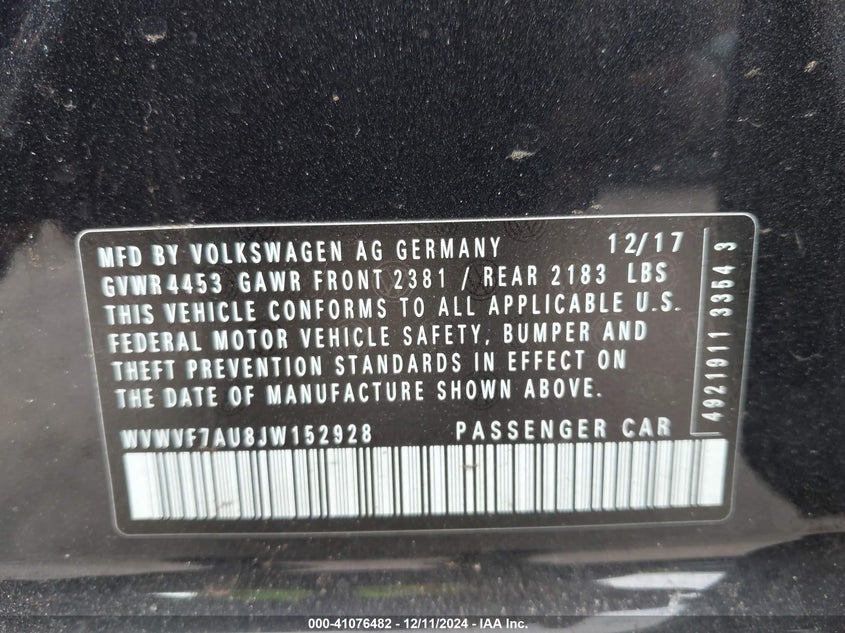 MFD BY VOLKSWAGEN AG GERMANY 12/17
GVWR 4453 GAWR FRONT 2381 / REAR 2183 LBS
THIS VEHICLE CONFORMS TO ALL APPLICABLE U.S.
FEDERAL MOTOR VEHICLE SAFETY, BUMPER AND
THEFT PREVENTION STANDARDS IN EFFECT ON
THE DATE OF MANUFACTURE SHOWN ABOVE.
WVWVF7AU8JW152928 PASSENGER CAR
4921911 3354 3
000-41076482 - 12/11/2024 - IAA Inc.